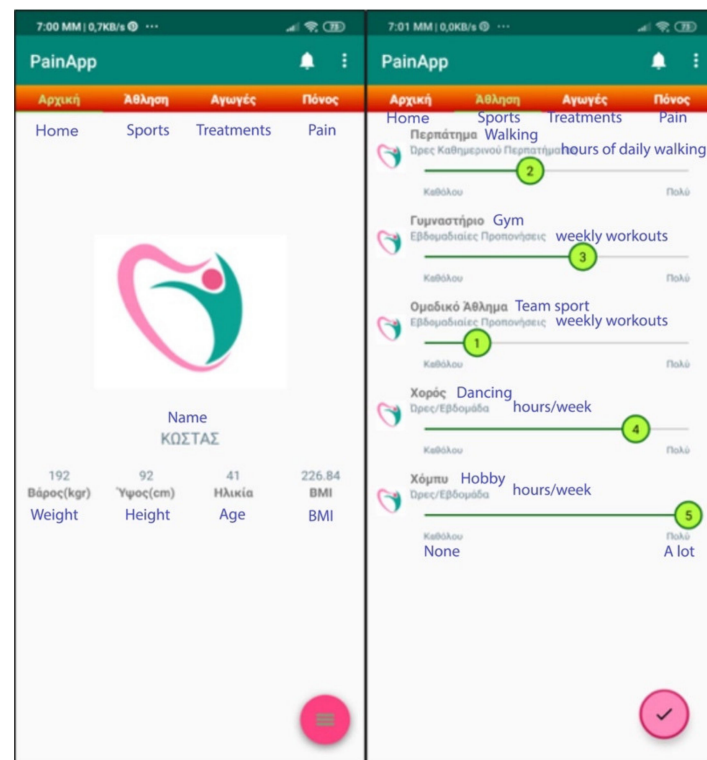 7:00 MM | 0,7KB/s ...
PainApp
Αρχική Άθληση Αγωγές Πόνος
Home Sports Treatments Pain
Name
ΚΩΣΤΑΣ
192 92 41 226.84
Βάρος(kgr) Ύψος(cm) Ηλικία BMI
Weight Height Age BMI
7:01 MM | 0,0KB/s ...
PainApp
Αρχική Άθληση Αγωγές Πόνος
Home Sports Treatments Pain
Περπάτημα Walking
Ώρες Καθημερινού Περπατήματος hours of daily walking
2
Καθόλου Πολύ
Γυμναστήριο Gym
Εβδομαδιαίες Προπονήσεις weekly workouts
3
Καθόλου Πολύ
Ομαδικό Άθλημα Team sport
Εβδομαδιαίες Προπονήσεις weekly workouts
1
Καθόλου Πολύ
Χορός Dancing
Ώρες/Εβδομάδα hours/week
4
Καθόλου Πολύ
Χόμπυ Hobby
Ώρες/Εβδομάδα hours/week
5
Καθόλου Πολύ
None A lot